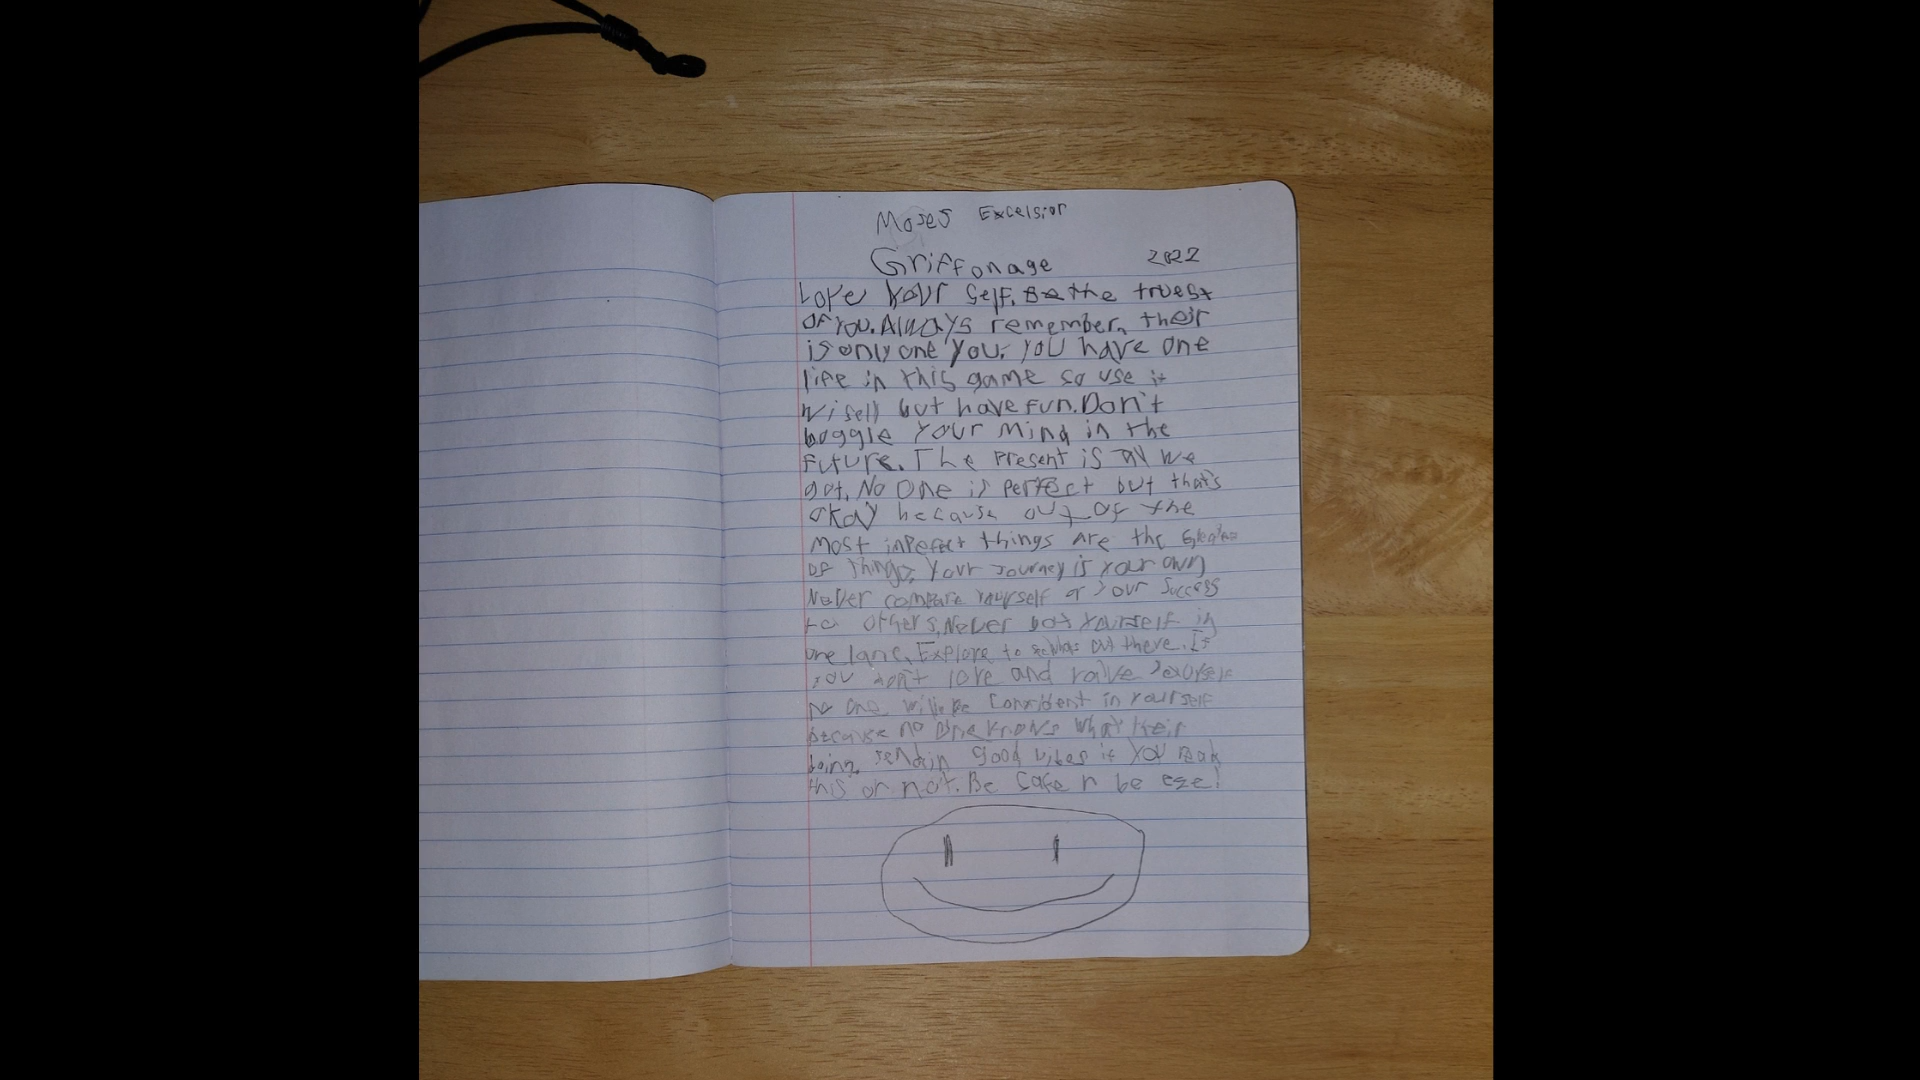 Moses Excelsior
Griffonage 2022
Love Your self. Be the truest
of you. Always remember, their
is only one you. you have one
life in this game so use it
wisely but have fun. Don't
boggle your mind in the
future. The present is all we
got. No One is perfect but that's
okay because out of the
Most inperfect things are the
of things. Your Journey is your own
Never compare yourself or your success
to others. Never box yourself in
one lane. Explore to out there. If
you don't love and value yourself
no one will be Confident in yourself
because no one knows what their
doing. sendin good vibes if you read
this or not. Be safe n be eze!